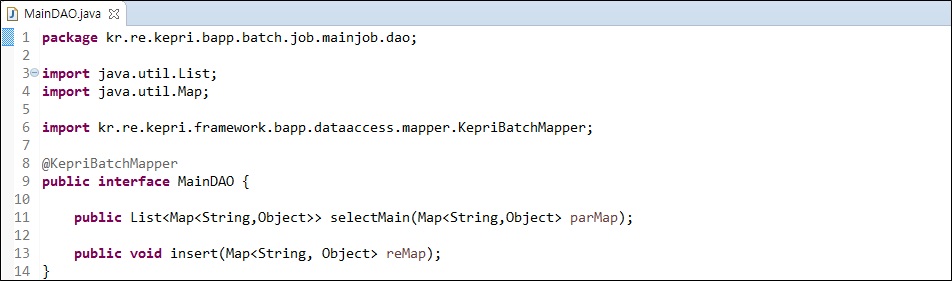 MainDAO.java
1 package kr.re.kepri.bapp.batch.job.mainjob.dao;
2
3 import java.util.List;
4 import java.util.Map;
5
6 import kr.re.kepri.framework.bapp.dataaccess.mapper.KepriBatchMapper;
7
8 @KepriBatchMapper
9 public interface MainDAO {
10
11     public List<Map<String,Object>> selectMain(Map<String,Object> parMap);
12
13     public void insert(Map<String, Object> reMap);
14 }